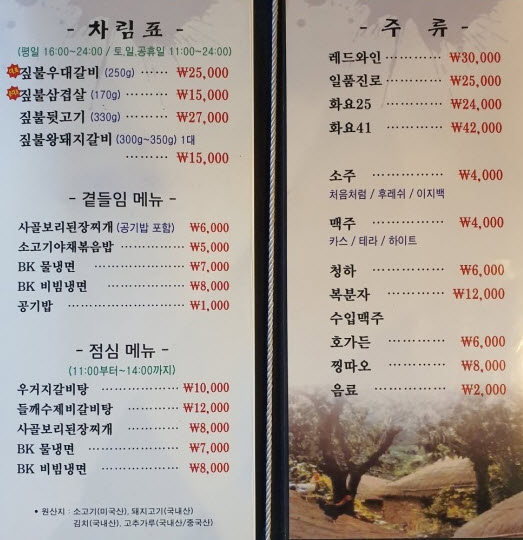 - 차림표 -
(평일 16:00~24:00 / 토,일,공휴일 11:00~24:00)
짚불우대갈비 (250g) ······ ₩25,000
짚불삼겹살 (170g) ········ ₩15,000
짚불뒷고기 (330g) ········ ₩27,000
짚불왕돼지갈비 (300g~350g) 1대
············ ₩15,000
- 곁들임 메뉴 -
사골보리된장찌개 (공기밥 포함) ₩6,000
소고기야채볶음밥 ············ ₩5,000
BK 물냉면 ·················· ₩7,000
BK 비빔냉면 ················ ₩8,000
공기밥 ······················ ₩1,000
- 점심 메뉴 -
(11:00부터~14:00까지)
우거지갈비탕 ················ ₩10,000
들깨수제비갈비탕 ············ ₩12,000
사골보리된장찌개 ············ ₩8,000
BK 물냉면 ·················· ₩7,000
BK 비빔냉면 ················ ₩8,000
• 원산지 : 소고기(미국산), 돼지고기(국내산)
김치(국내산), 고추가루(국내산/중국산)
- 주 류 -
레드와인 ············ ₩30,000
일품진로 ············ ₩25,000
화요25 ·············· ₩24,000
화요41 ·············· ₩42,000
소주 ················ ₩4,000
처음처럼 / 후레쉬 / 이지백
맥주 ················ ₩4,000
카스 / 테라 / 하이트
청하 ················ ₩6,000
복분자 ·············· ₩12,000
수입맥주
호가든 ·············· ₩6,000
찡따오 ·············· ₩8,000
음료 ················ ₩2,000